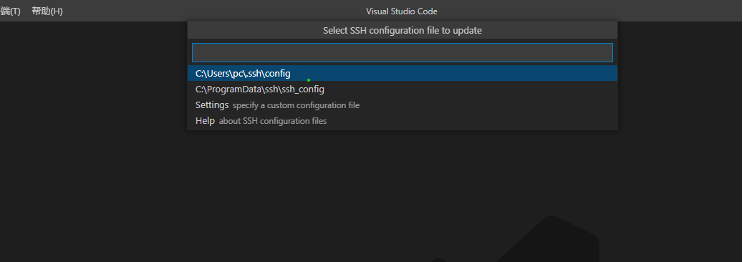 端(T) 帮助(H) Visual Studio Code
Select SSH configuration file to update
C:\Users\pc\.ssh\config
C:\ProgramData\ssh\ssh_config
Settings specify a custom configuration file
Help about SSH configuration files